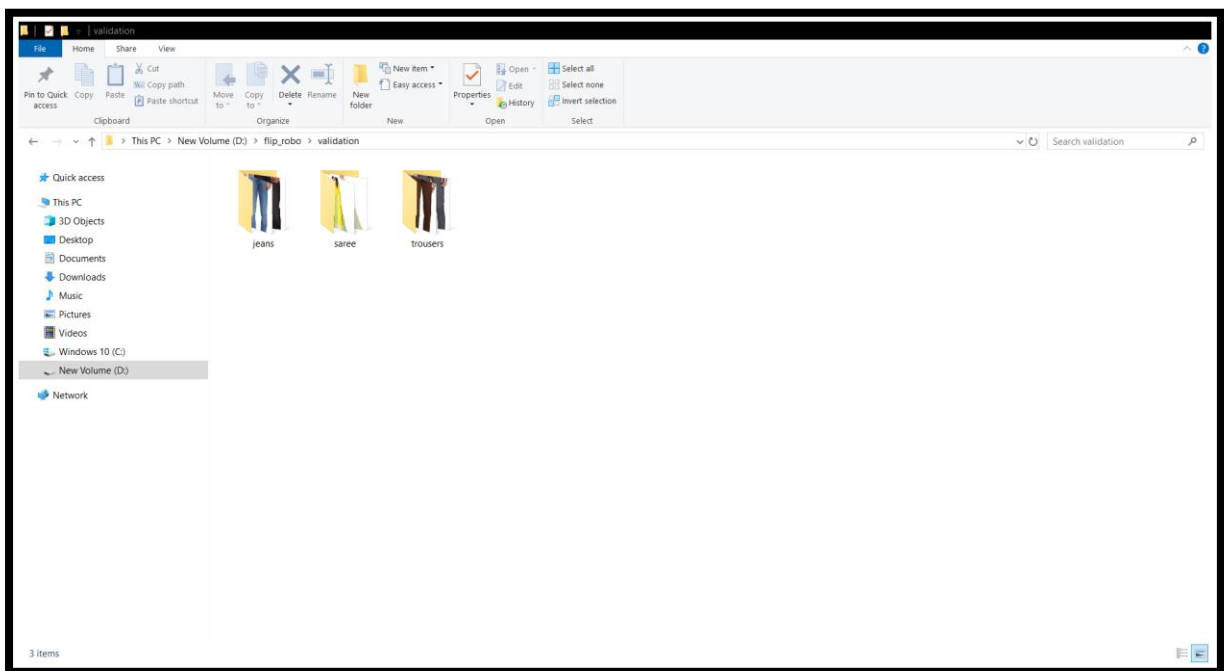 validation
File Home Share View
Pin to Quick access
Copy
Paste
Cut
Copy path
Paste shortcut
Clipboard
Move to
Copy to
Delete
Rename
Organize
New folder
New item
Easy access
New
Properties
Open
Edit
History
Open
Select all
Select none
Invert selection
Select
This PC > New Volume (D:) > flip_robo > validation
Search validation
Quick access
This PC
3D Objects
Desktop
Documents
Downloads
Music
Pictures
Videos
Windows 10 (C:)
New Volume (D:)
Network
jeans saree trousers
3 items